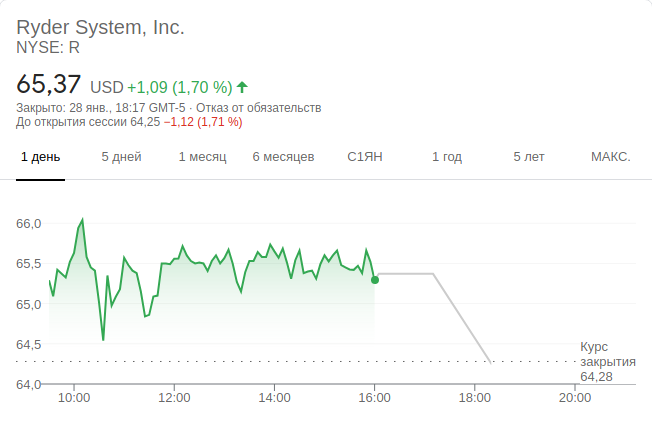 Ryder System, Inc.
NYSE: R
65,37 USD +1,09 (1,70 %)
Закрыто: 28 янв., 18:17 GMT-5 · Отказ от обязательств
До открытия сессии 64,25 −1,12 (1,71 %)
1 день 5 дней 1 месяц 6 месяцев С1ЯН 1 год 5 лет МАКС.
66,0
65,5
65,0
64,5
64,0
Курс
закрытия
64,28
10:00 12:00 14:00 16:00 18:00 20:00